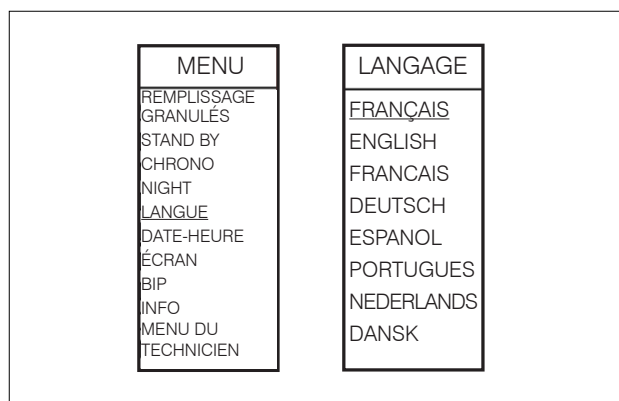 MENU
REMPLISSAGE
GRANULÉS
STAND BY
CHRONO
NIGHT
LANGUE
DATE-HEURE
ÉCRAN
BIP
INFO
MENU DU
TECHNICIEN
LANGAGE
FRANÇAIS
ENGLISH
FRANCAIS
DEUTSCH
ESPANOL
PORTUGUES
NEDERLANDS
DANSK